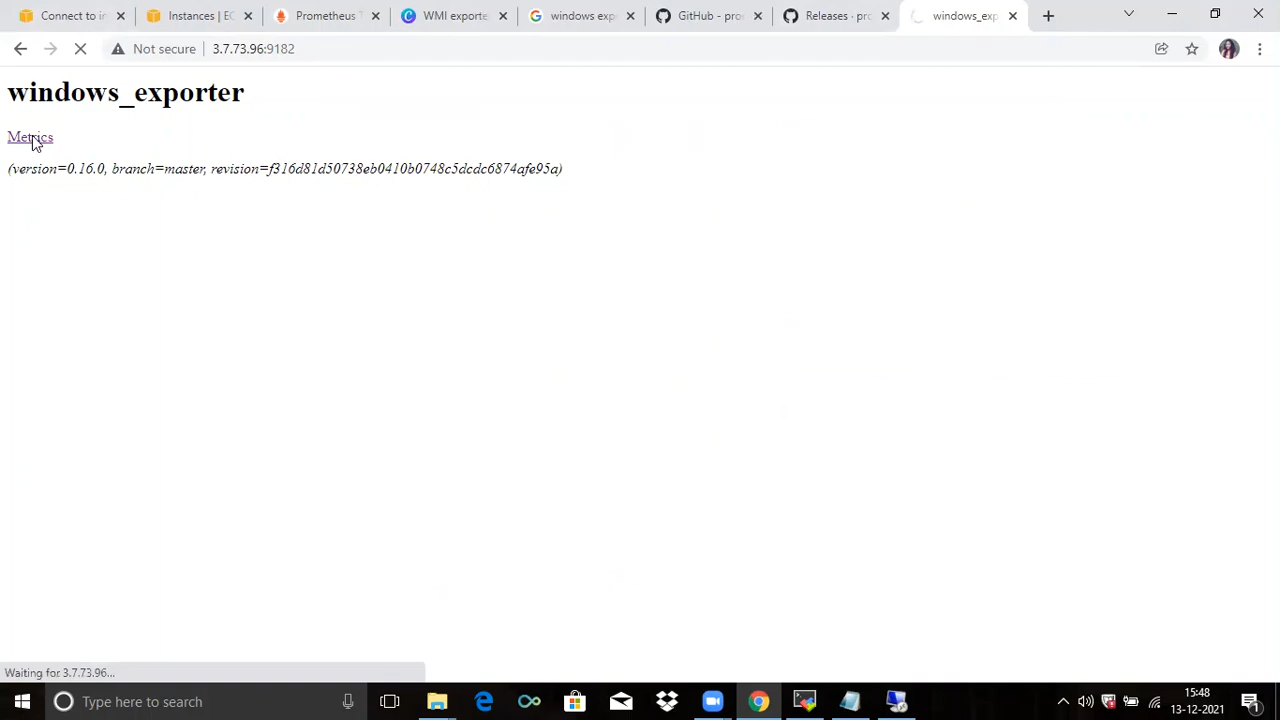 Connect to in
Instances | EC
Prometheus T
WMI exporte
windows exp
GitHub - pro
Releases · pro
windows_exp
Not secure
3.7.73.96:9182
windows_exporter
Metrics
(version=0.16.0, branch=master, revision=f316d81d50738eb0410b0748c5dcdc6874afe95a)
Waiting for 3.7.73.96...
Type here to search
15:48
13-12-2021
1